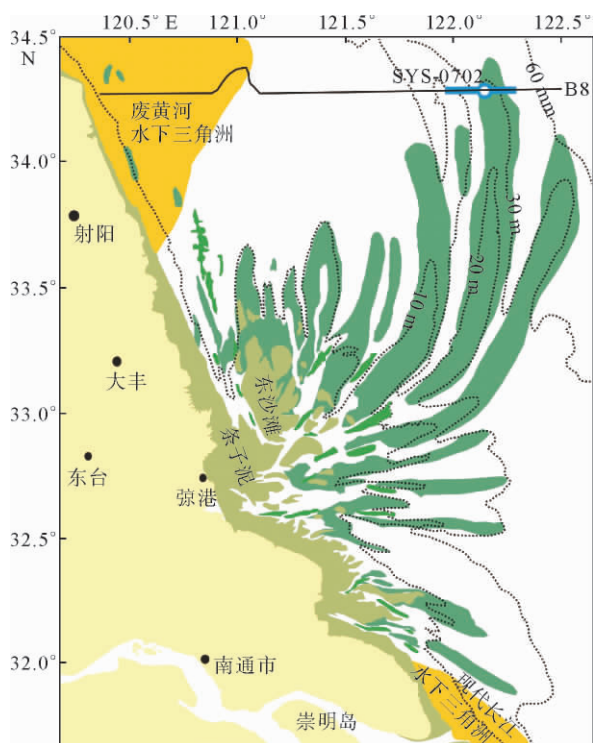 120.5° E
121.0°
121.5°
122.0°
122.5°
34.5°
N
SYS-0702
60 mm
B8
废黄河
水下三角洲
34.0°
射阳
30 m
20 m
10 m
33.5°
大丰
东沙滩
33.0°
条子泥
东台
弶港
32.5°
32.0°
南通市
现代长江
水下三角洲
崇明岛